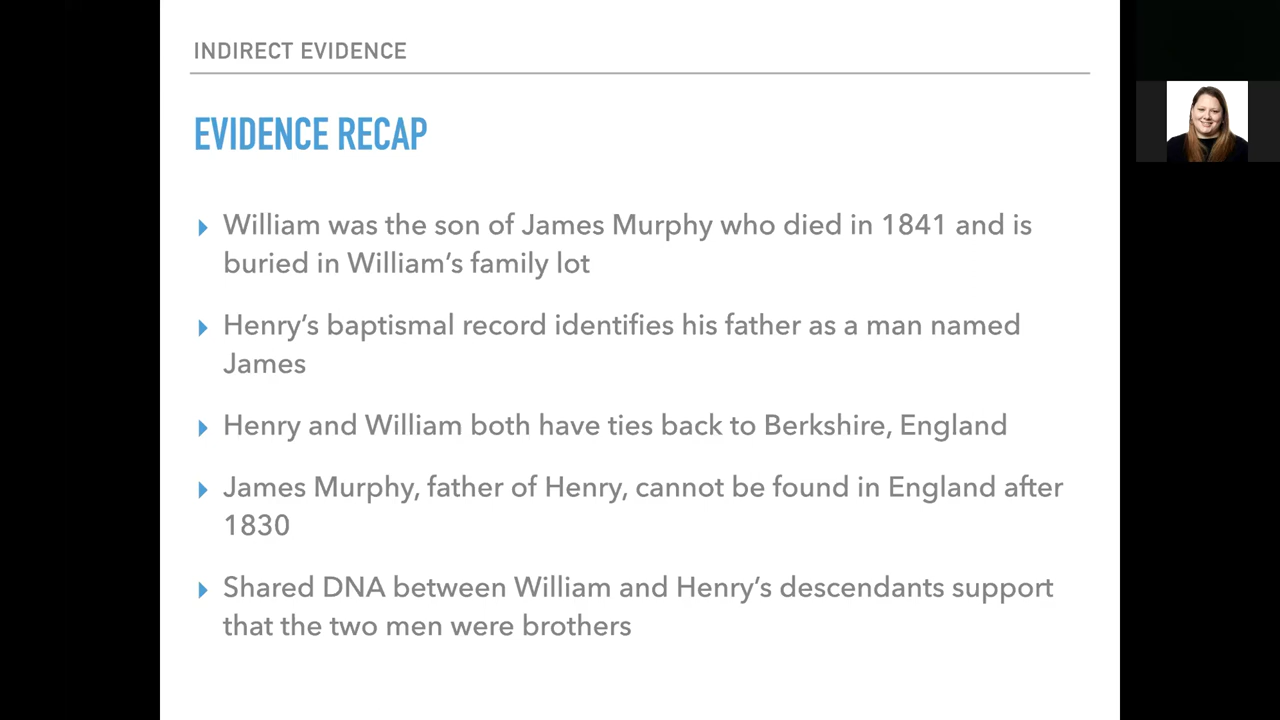 INDIRECT EVIDENCE
EVIDENCE RECAP
William was the son of James Murphy who died in 1841 and is
buried in William’s family lot
Henry’s baptismal record identifies his father as a man named
James
Henry and William both have ties back to Berkshire, England
James Murphy, father of Henry, cannot be found in England after
1830
Shared DNA between William and Henry’s descendants support
that the two men were brothers